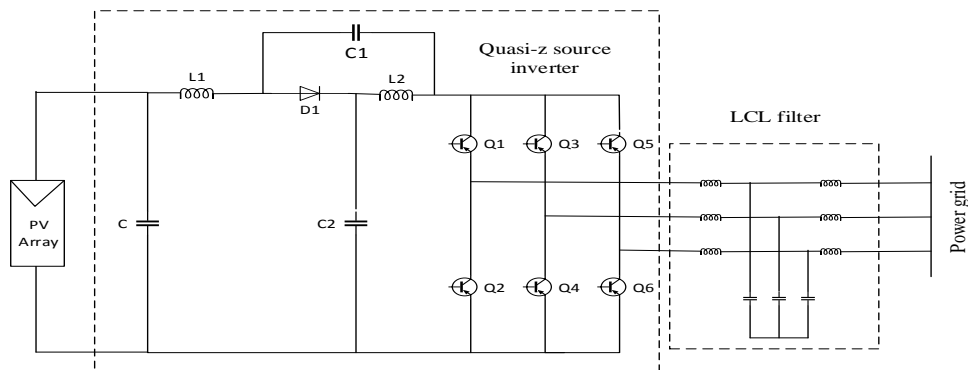 C1
Quasi-z source
inverter
L1
L2
D1
LCL filter
Q1
Q3
Q5
PV
Array
C
C2
Power grid
Q2
Q4
Q6